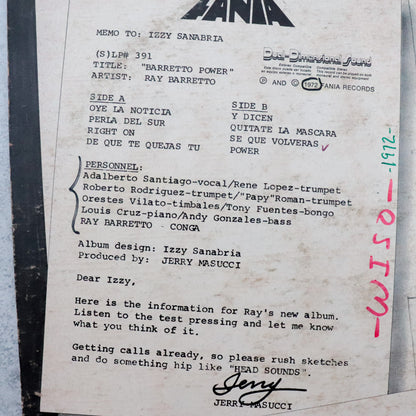 FANIA
MEMO TO: IZZY SANABRIA
(S)LP# 391
TITLE: "BARRETTO POWER"
ARTIST: RAY BARRETTO
Dual-Dimensional Sound
Ⓟ AND © 1972 FANIA RECORDS
SIDE A
OYE LA NOTICIA
PERLA DEL SUR
RIGHT ON
DE QUE TE QUEJAS TU
SIDE B
Y DICEN
QUITATE LA MASCARA
SE QUE VOLVERAS
POWER
PERSONNEL:
Adalberto Santiago-vocal/Rene Lopez-trumpet
Roberto Rodriguez-trumpet/"Papy"Roman-trumpet
Orestes Vilato-timbales/Tony Fuentes-bongo
Louis Cruz-piano/Andy Gonzales-bass
RAY BARRETTO - CONGA
Album design: Izzy Sanabria
Produced by: JERRY MASUCCI
Dear Izzy,
Here is the information for Ray's new album.
Listen to the test pressing and let me know
what you think of it.
Getting calls already, so please rush sketches
and do something hip like "HEAD SOUNDS".
Jerry
JERRY MASUCCI
-WISO-
-1972-